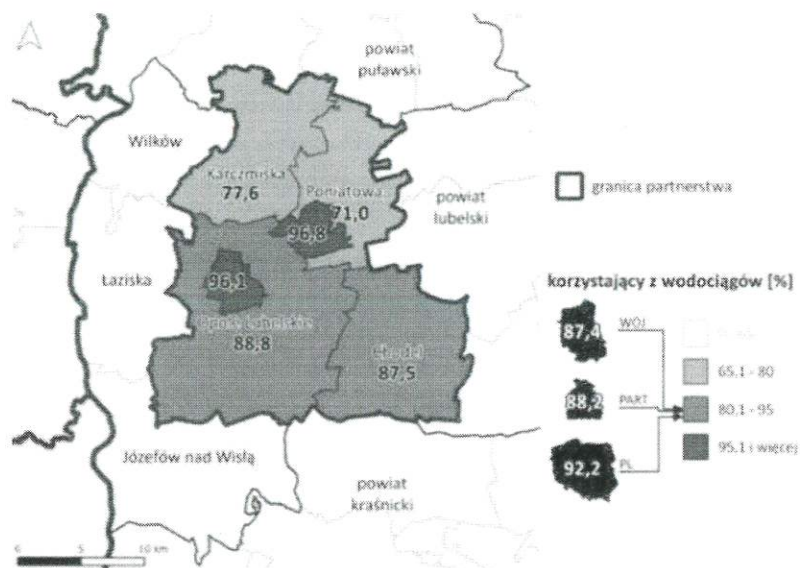 powiat
puławski
Wilków
Karczmiska
77,6
Poniatowa
71,0
96,8
powiat
lubelski
granica partnerstwa
Łaziska
96,1
Opole Lubelskie
88,8
Chodel
87,5
korzystający z wodociągów [%]
87,4
WOJ
65,1 - 80
88,2
PART
80,1 - 95
92,2
PL
95,1 i więcej
Józefów nad Wisłą
powiat
kraśnicki
5
10 km